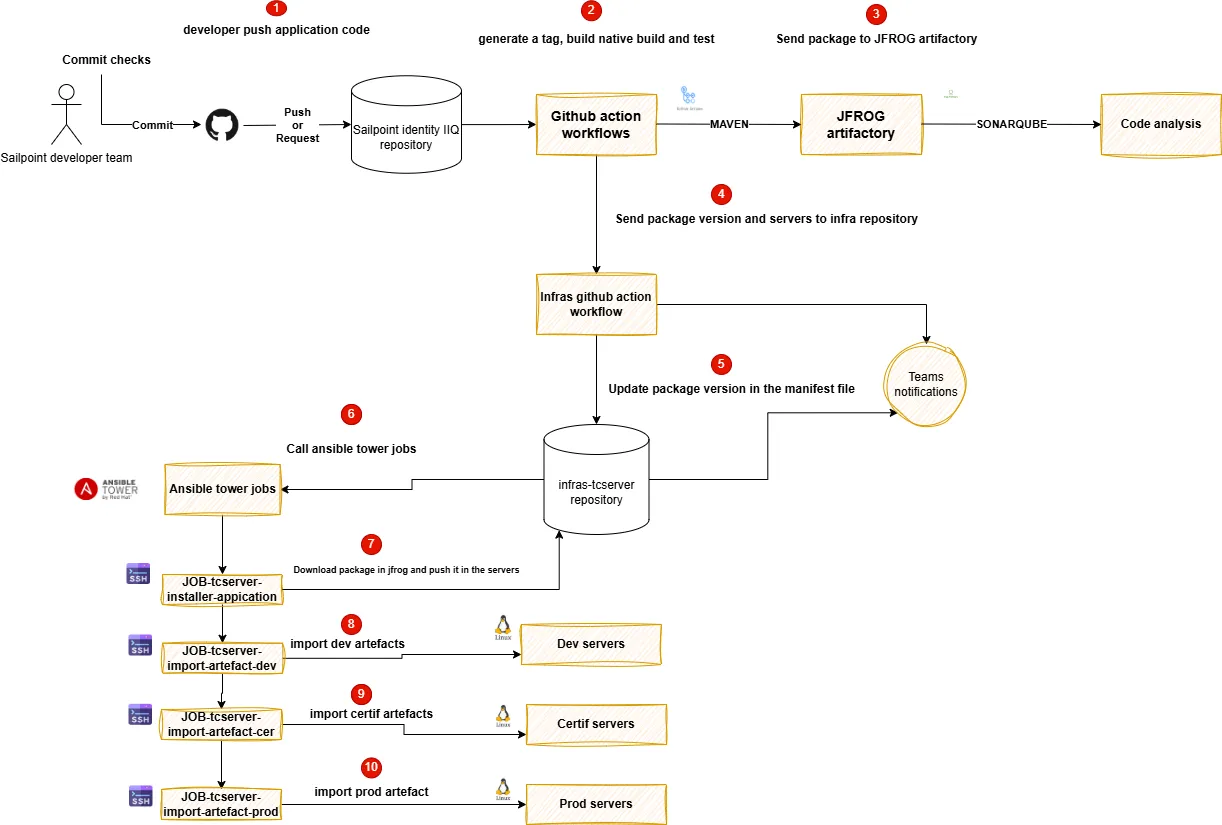 1
developer push application code
2
generate a tag, build native build and test
3
Send package to JFROG artifactory
Commit checks
Sailpoint developer team
Commit
Push
or
Request
Sailpoint identity IIQ
repository
Github action
workflows
MAVEN
JFROG
artifactory
SONARQUBE
Code analysis
4
Send package version and servers to infra repository
Infras github action
workflow
5
Update package version in the manifest file
Teams
notifications
6
Call ansible tower jobs
ANSIBLE
TOWER
by Red Hat
Ansible tower jobs
infras-tcserver
repository
7
Download package in jfrog and push it in the servers
SSH
JOB-tcserver-
installer-appication
8
import dev artefacts
SSH
JOB-tcserver-
import-artefact-dev
Linux
Dev servers
9
import certif artefacts
SSH
JOB-tcserver-
import-artefact-cer
Linux
Certif servers
10
import prod artefact
SSH
JOB-tcserver-
import-artefact-prod
Linux
Prod servers